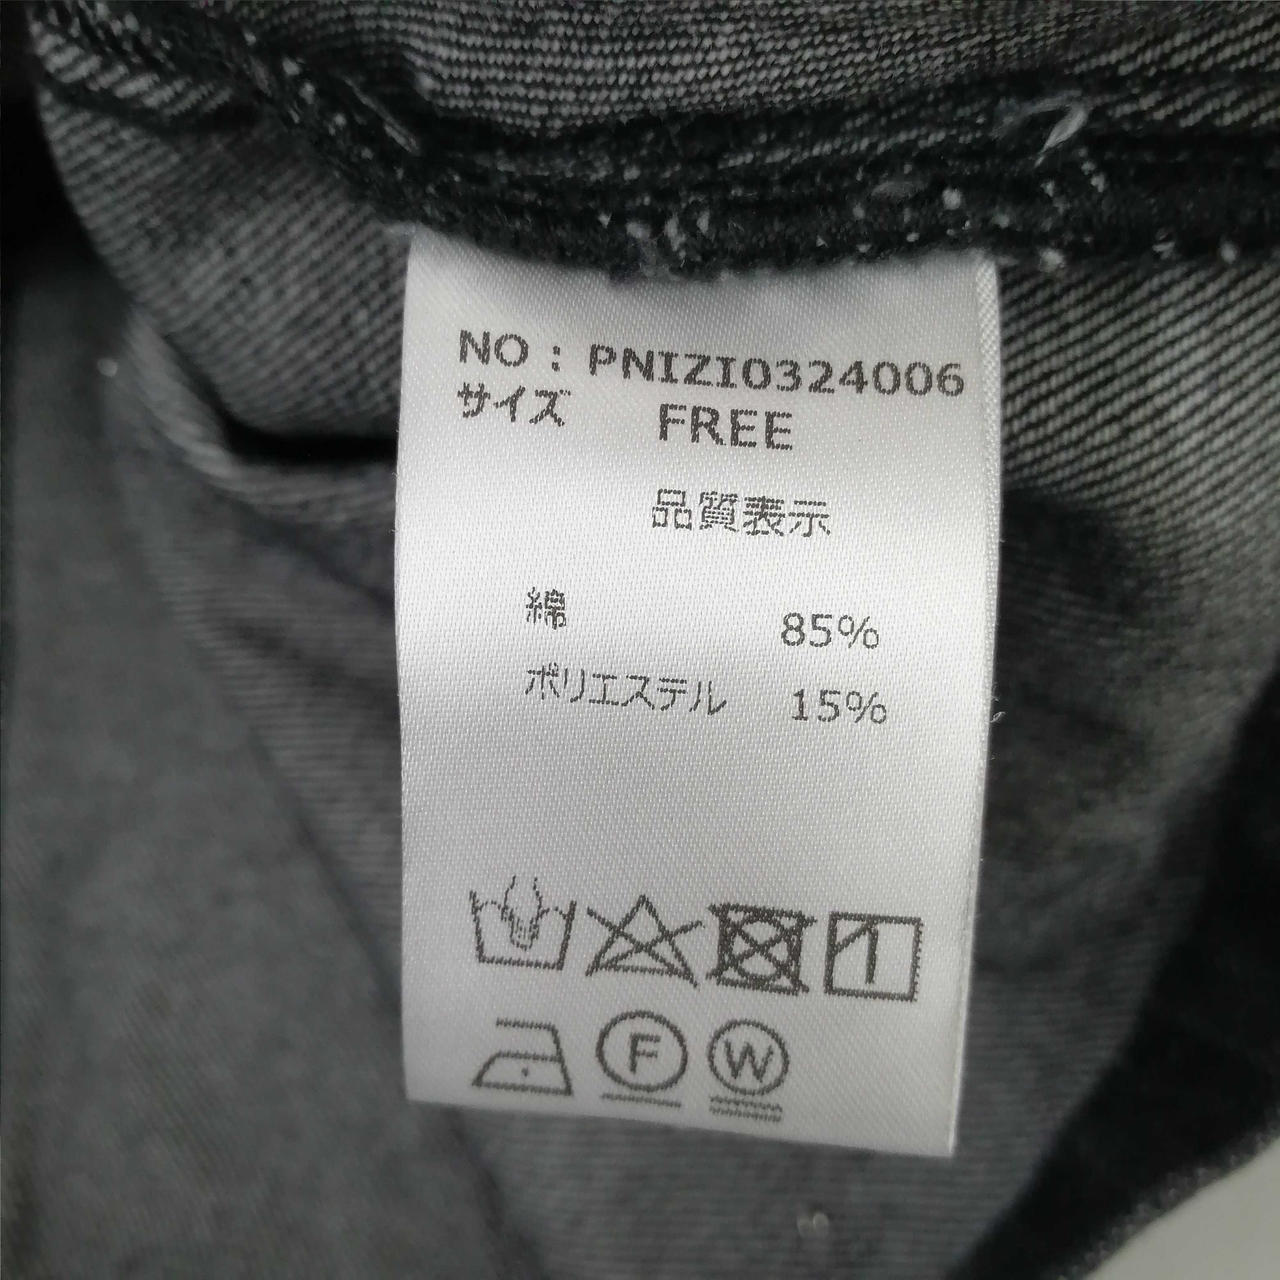 NO : PNIZI0324006
サイズ FREE
品質表示
綿 85%
ポリエステル 15%
F W